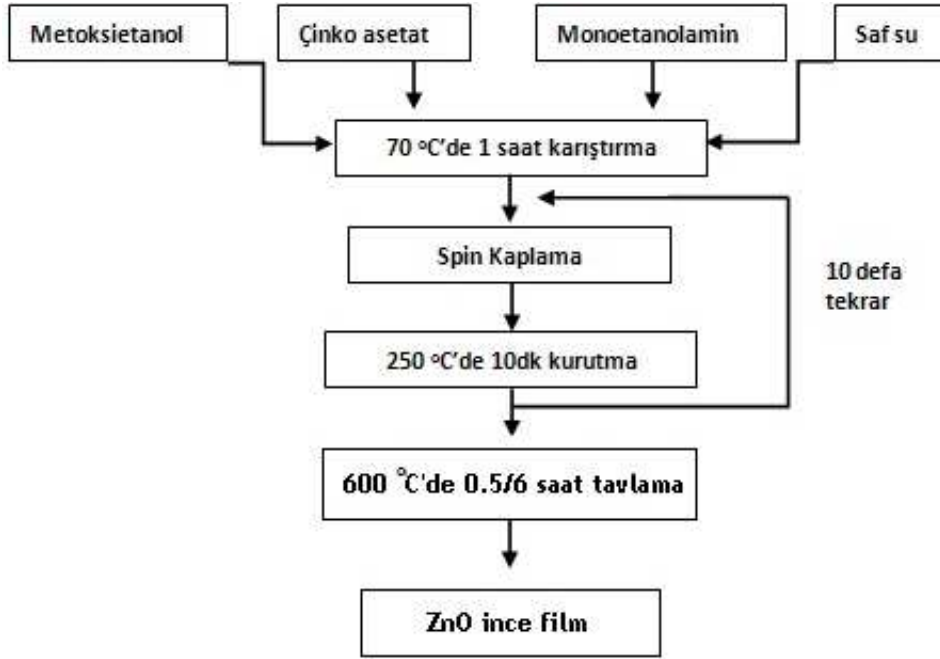 Metoksietanol
Çinko asetat
Monoetanolamin
Saf su
70 °C'de 1 saat karıştırma
Spin Kaplama
10 defa
tekrar
250 °C'de 10dk kurutma
600 °C'de 0.5/6 saat tavlama
ZnO ince film